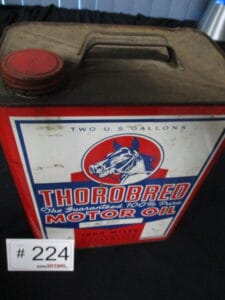 TWO U.S. GALLONS
THOROBRED
The Guaranteed 100% Pure
MOTOR OIL
# 224